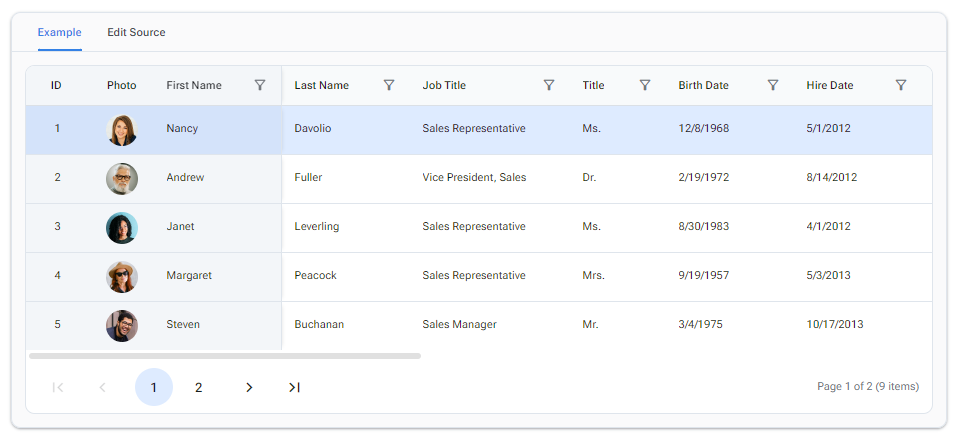 Example Edit Source
ID Photo First Name Last Name Job Title Title Birth Date Hire Date
1 Nancy Davolio Sales Representative Ms. 12/8/1968 5/1/2012
2 Andrew Fuller Vice President, Sales Dr. 2/19/1972 8/14/2012
3 Janet Leverling Sales Representative Ms. 8/30/1983 4/1/2012
4 Margaret Peacock Sales Representative Mrs. 9/19/1957 5/3/2013
5 Steven Buchanan Sales Manager Mr. 3/4/1975 10/17/2013
1 2 Page 1 of 2 (9 items)